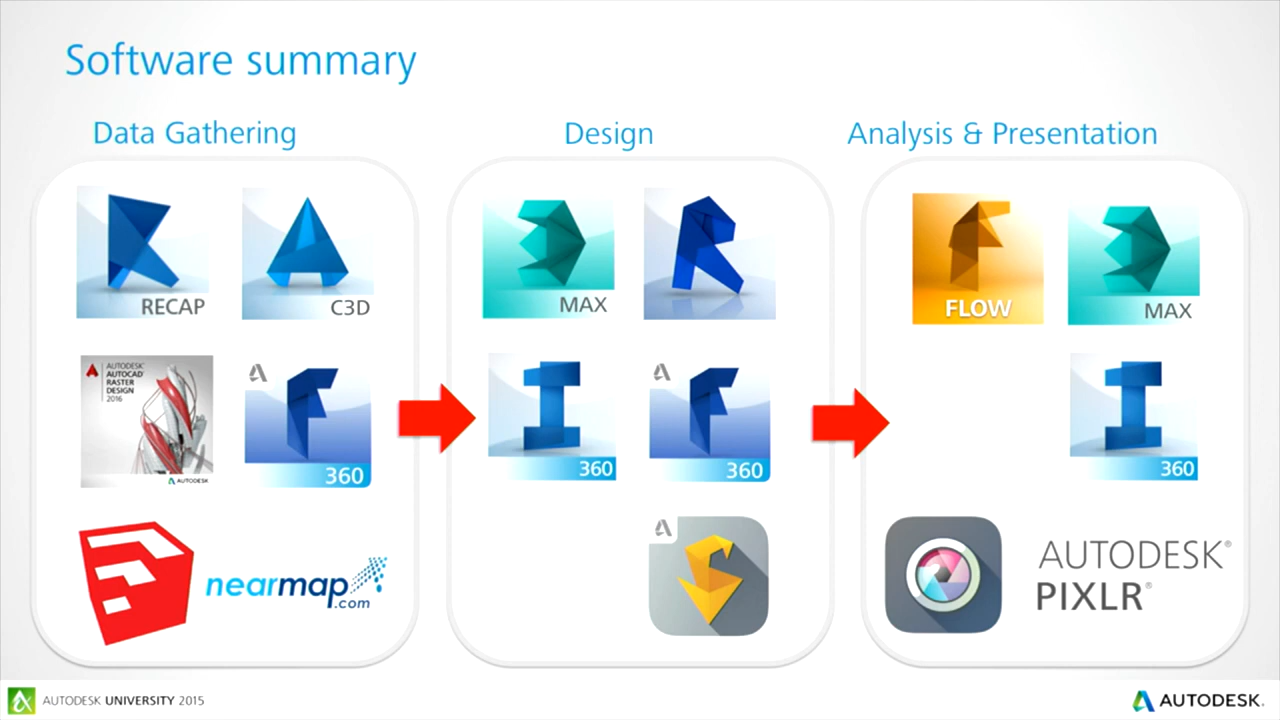 Software summary
Data Gathering
Design
Analysis & Presentation
RECAP
C3D
MAX
FLOW
MAX
AUTODESK®
AUTOCAD®
RASTER
DESIGN
2016
AUTODESK
360
360
360
360
nearmap
.com
AUTODESK®
PIXLR®
AUTODESK UNIVERSITY 2015
AUTODESK.